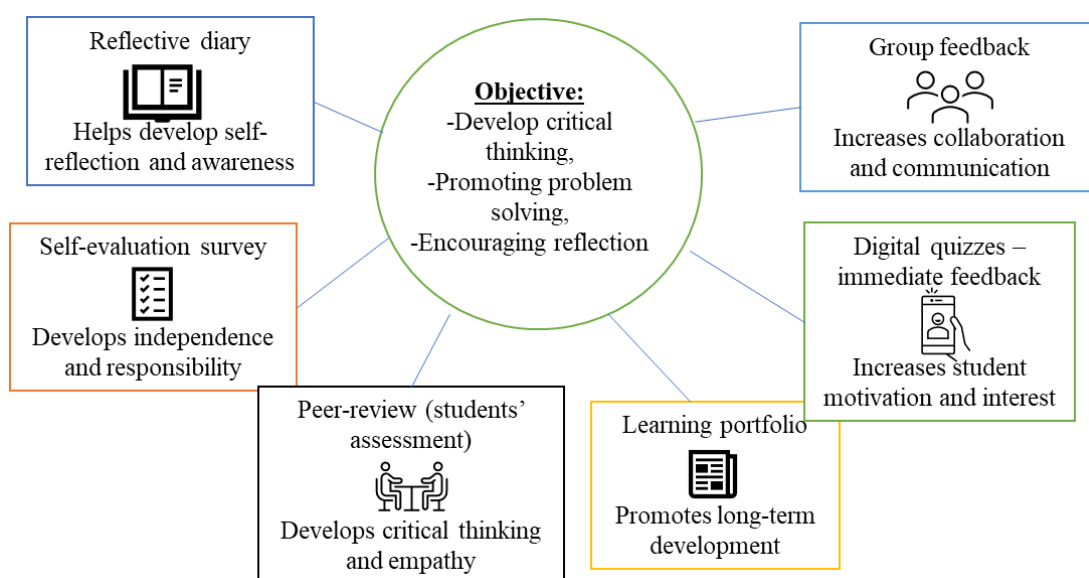 Reflective diary
Helps develop self-
reflection and awareness
Objective:
-Develop critical
thinking,
-Promoting problem
solving,
-Encouraging reflection
Group feedback
Increases collaboration
and communication
Self-evaluation survey
Develops independence
and responsibility
Digital quizzes –
immediate feedback
Increases student
motivation and interest
Peer-review (students’
assessment)
Develops critical thinking
and empathy
Learning portfolio
Promotes long-term
development